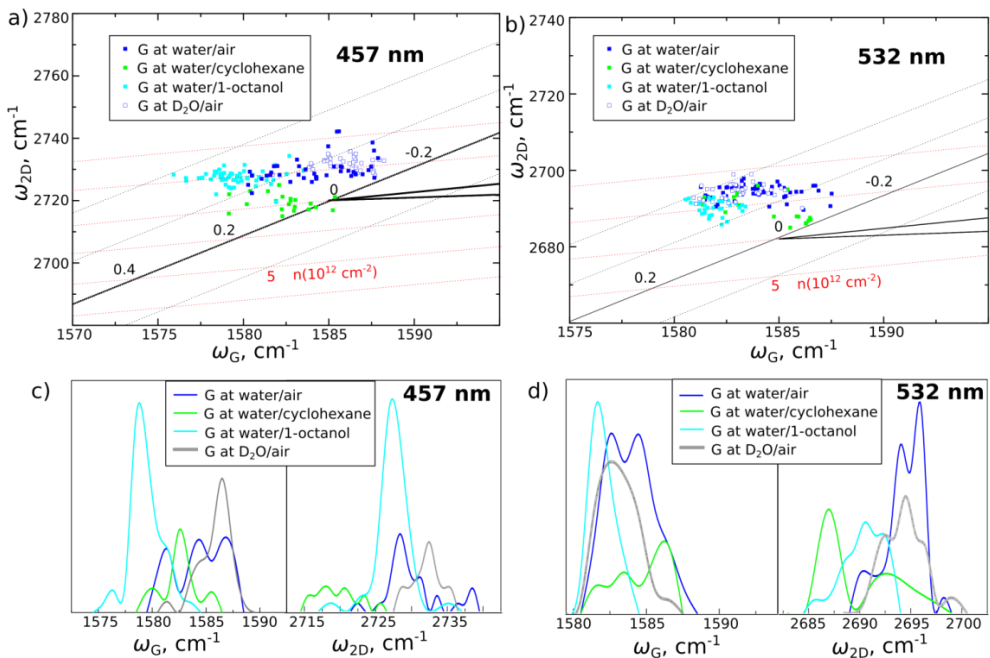 a)
2780
2760
2740
2720
2700
ω2D, cm-1
G at water/air
G at water/cyclohexane
G at water/1-octanol
G at D2O/air
457 nm
-0.2
0
0.2
0.4
5 n(10^12 cm-2)
1570 1575 1580 1585 1590
ωG, cm-1
b)
2740
2720
2700
2680
ω2D, cm-1
G at water/air
G at water/cyclohexane
G at water/1-octanol
G at D2O/air
532 nm
-0.2
0
0.2
5 n(10^12 cm-2)
1575 1580 1585 1590
ωG, cm-1
c)
G at water/air
G at water/cyclohexane
G at water/1-octanol
G at D2O/air
457 nm
1575 1580 1585 1590 2715 2725 2735
ωG, cm-1 ω2D, cm-1
d)
G at water/air
G at water/cyclohexane
G at water/1-octanol
G at D2O/air
532 nm
1580 1585 1590 2685 2690 2695 2700
ωG, cm-1 ω2D, cm-1